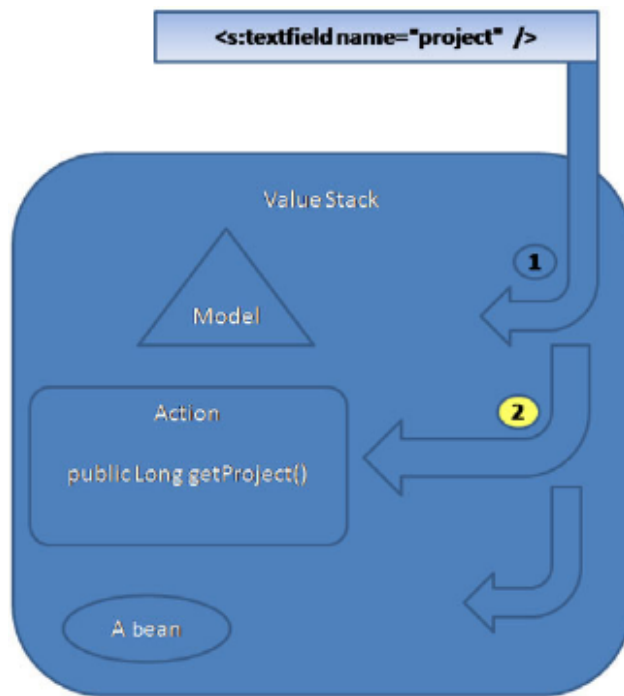 <s:textfield name="project" />
Value Stack
1
Model
2
Action
public Long getProject()
A bean